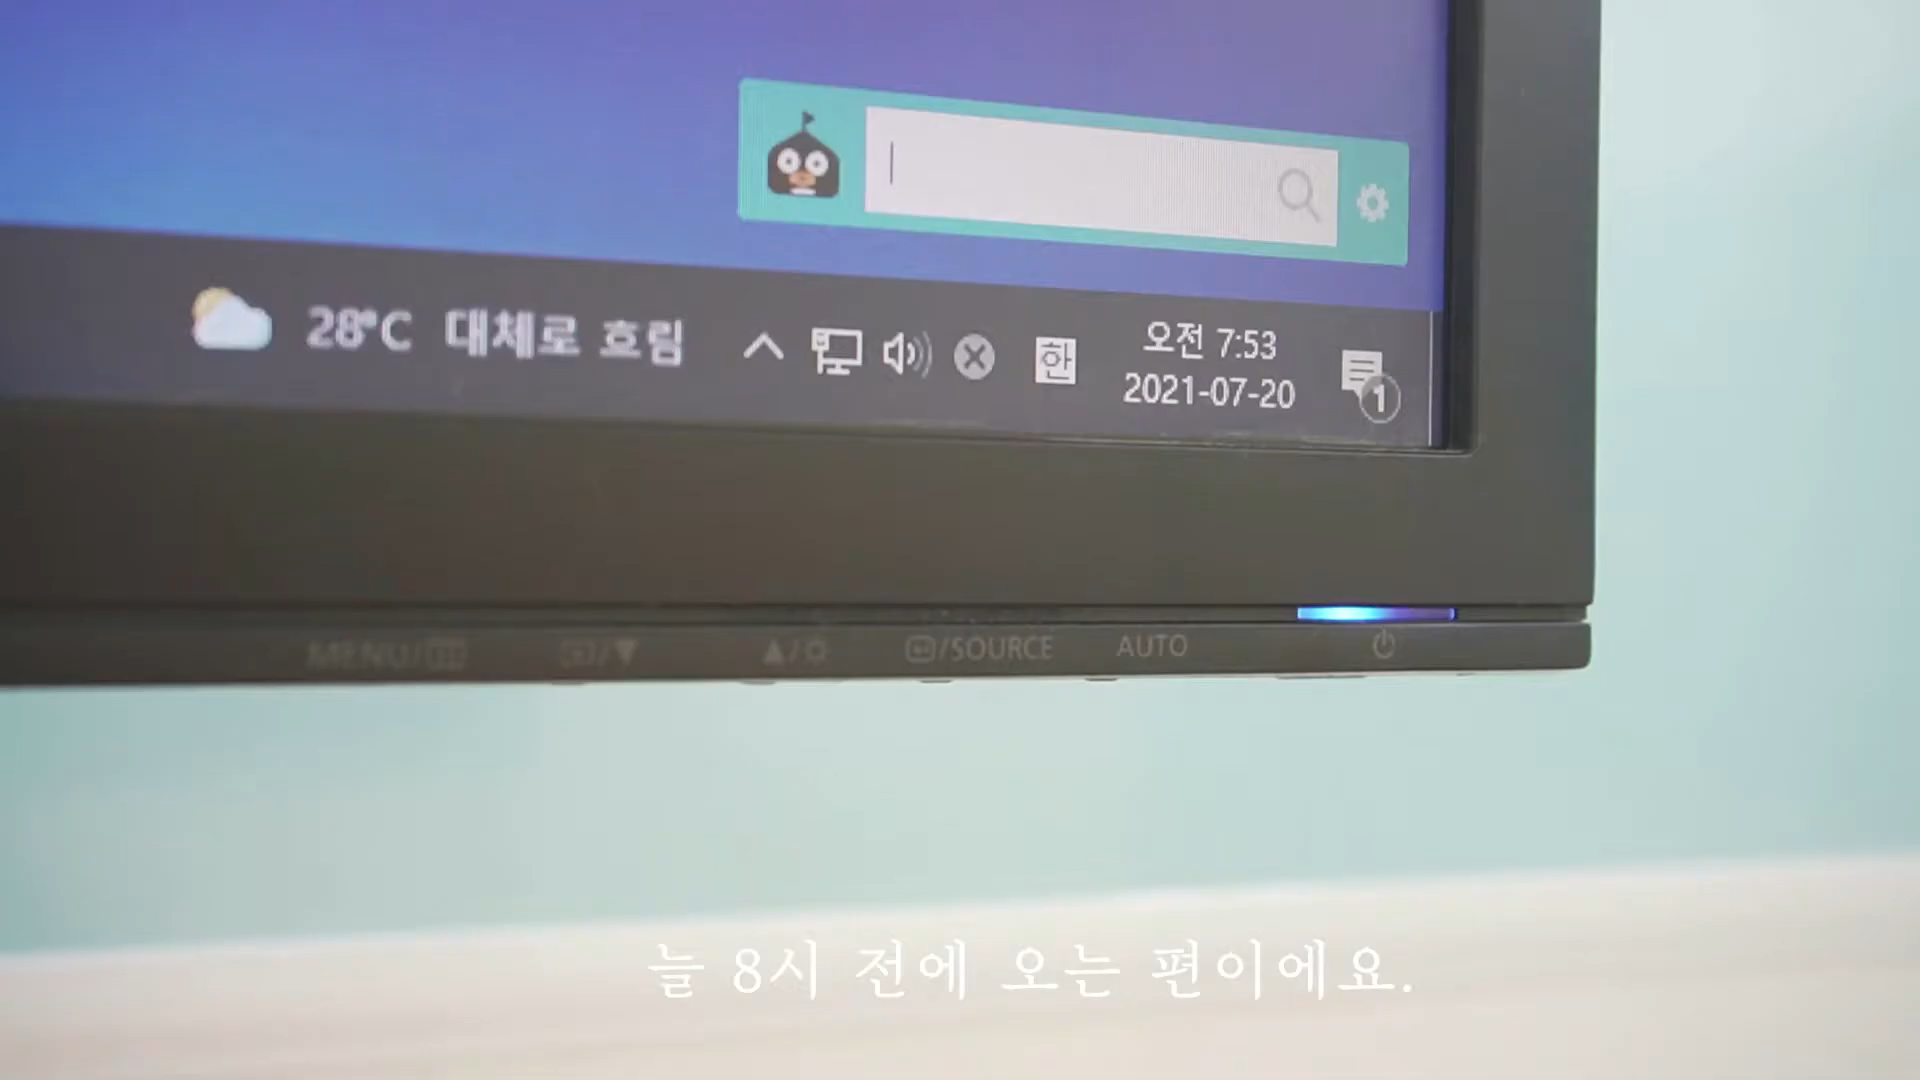 28°C 대체로 흐림
한
오전 7:53
2021-07-20
1
MENU/
/SOURCE
AUTO
늘 8시 전에 오는 편이에요.